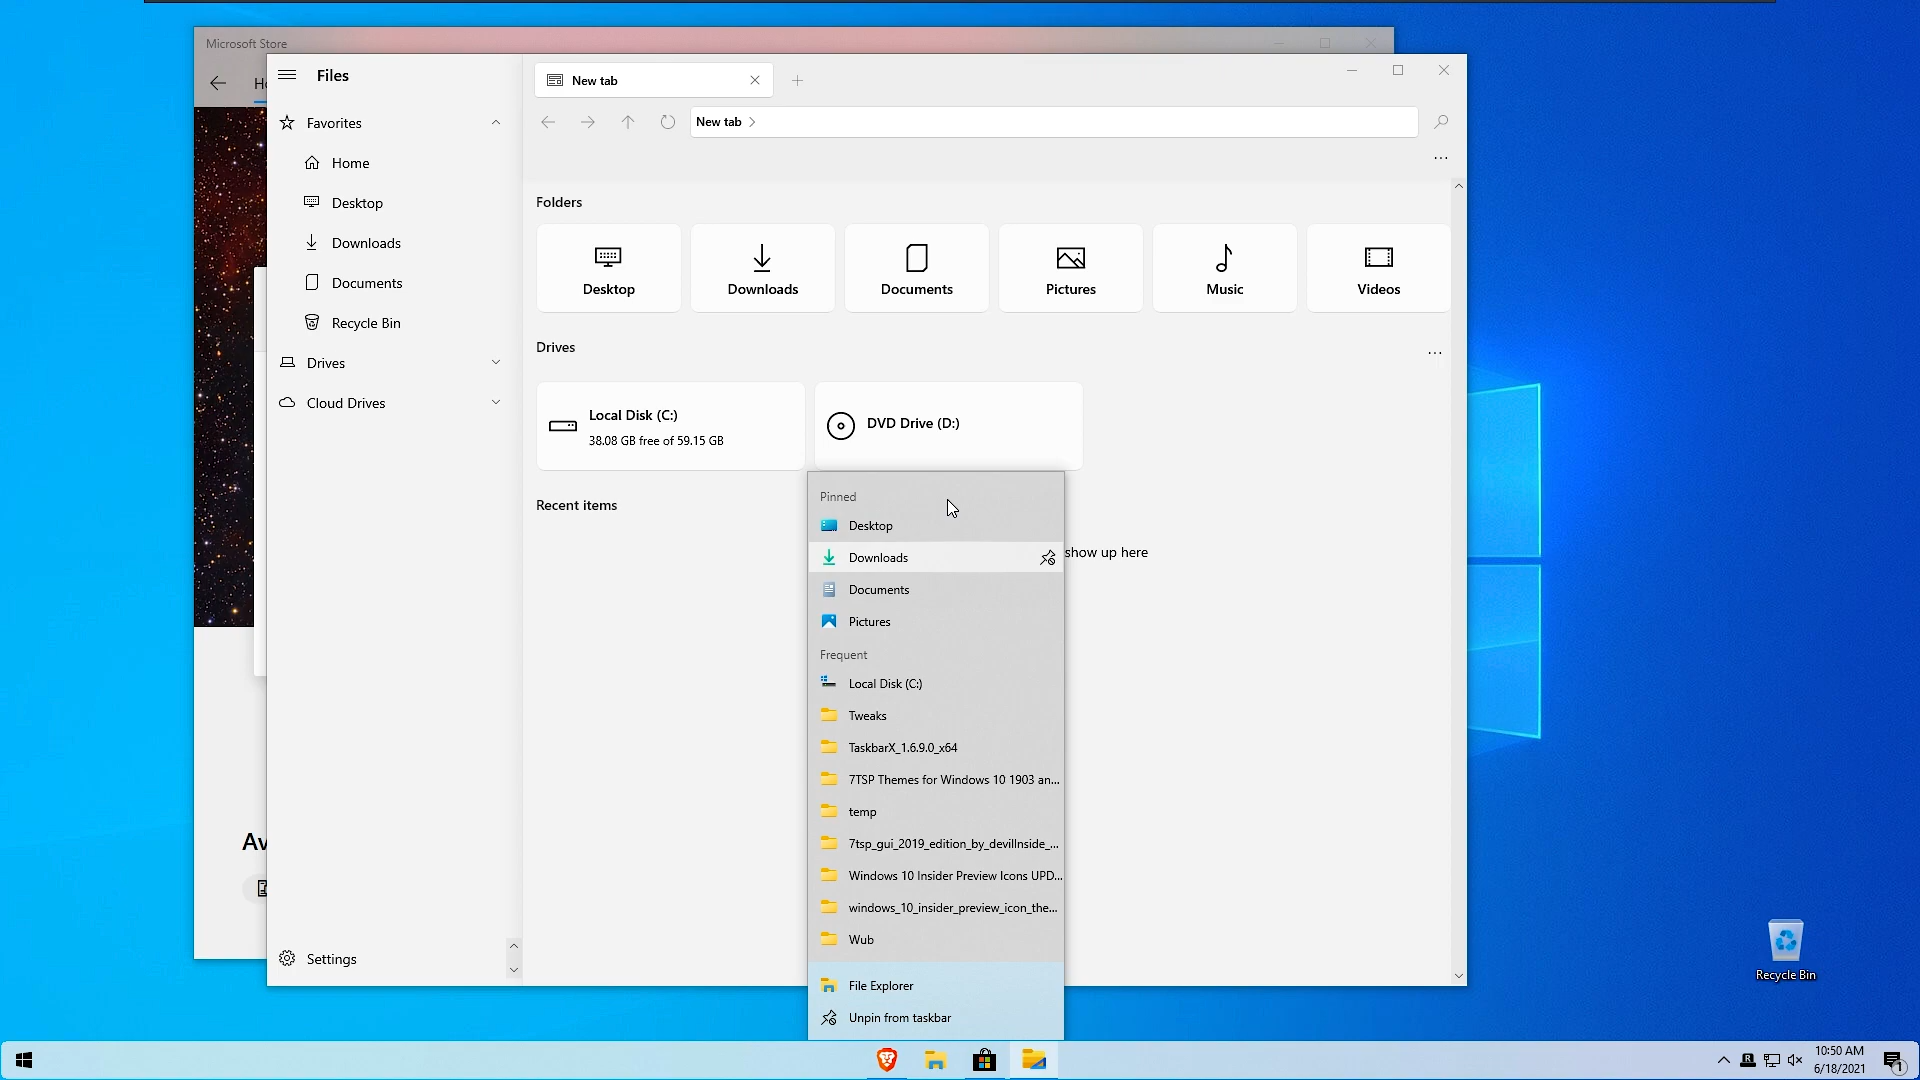 Microsoft Store
Files
New tab
New tab
Favorites
Home
Desktop
Downloads
Documents
Recycle Bin
Drives
Cloud Drives
Settings
Folders
Desktop
Downloads
Documents
Pictures
Music
Videos
Drives
Local Disk (C:)
38.08 GB free of 59.15 GB
DVD Drive (D:)
Recent items
show up here
Pinned
Desktop
Downloads
Documents
Pictures
Frequent
Local Disk (C:)
Tweaks
TaskbarX_1.6.9.0_x64
7TSP Themes for Windows 10 1903 an...
temp
7tsp_gui_2019_edition_by_devillnside_...
Windows 10 Insider Preview Icons UPD...
windows_10_insider_preview_icon_the...
Wub
File Explorer
Unpin from taskbar
Av
Recycle Bin
10:50 AM
6/18/2021
1